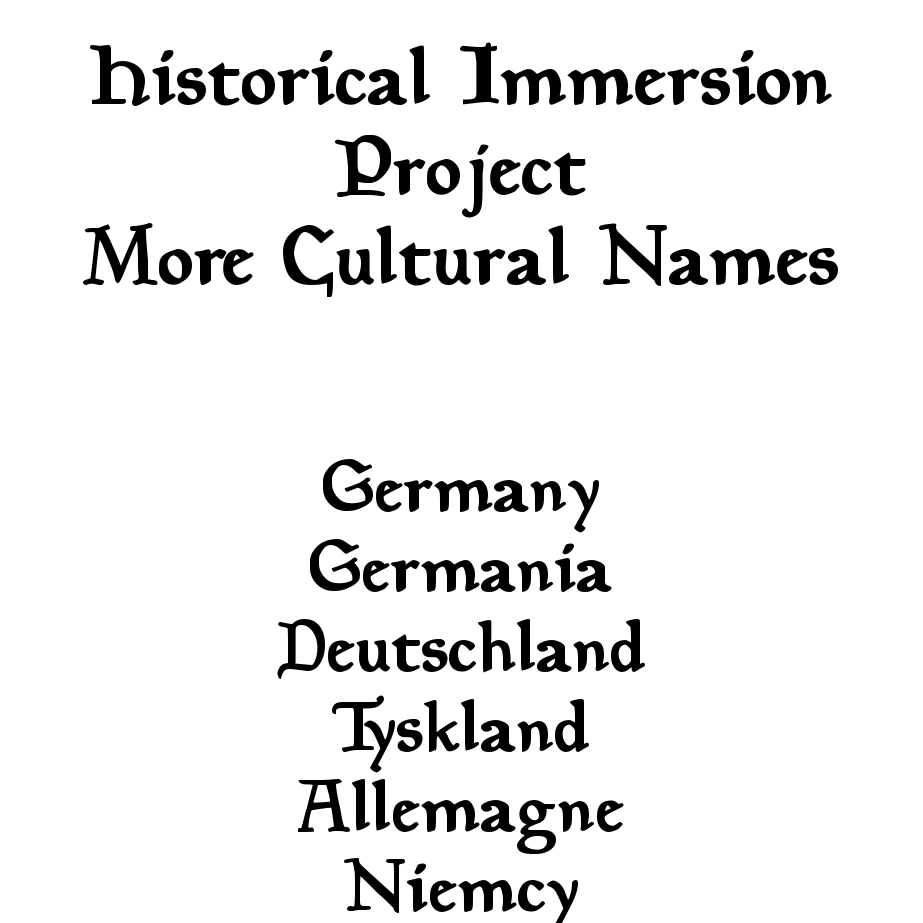 Historical Immersion
Project
More Cultural Names
Germany
Germania
Deutschland
Tyskland
Allemagne
Niemcy